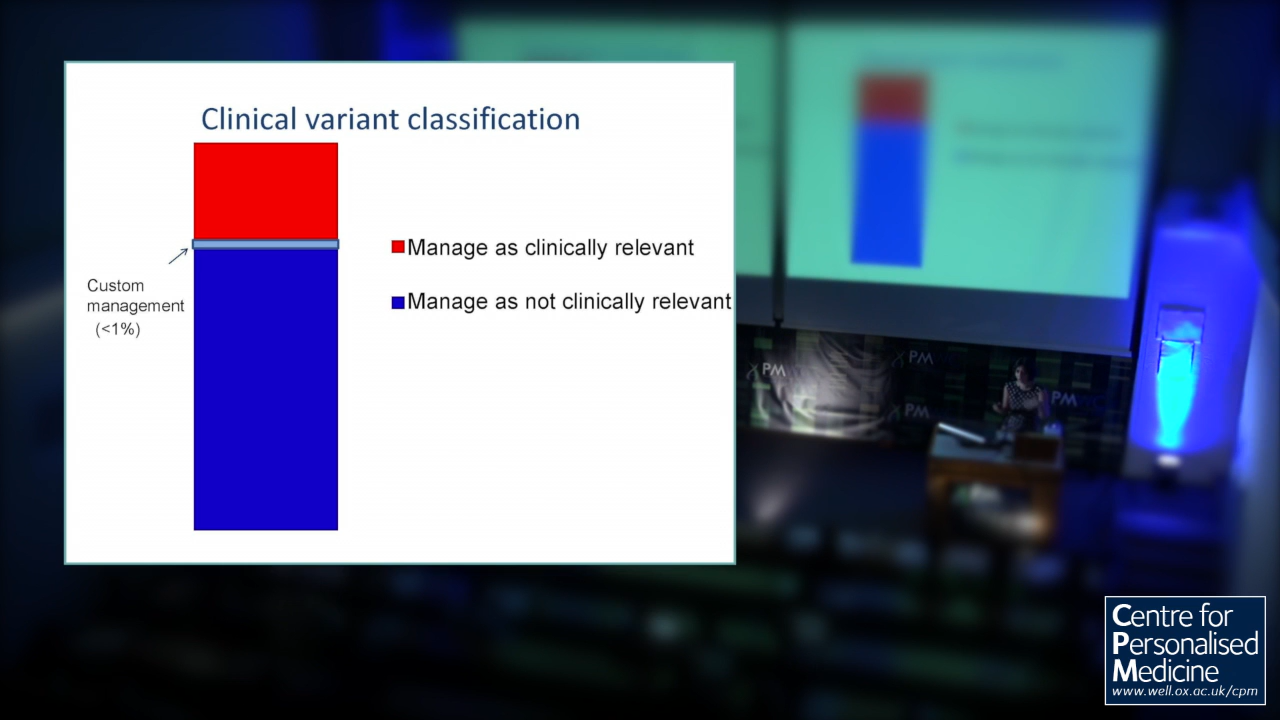 Clinical variant classification
Manage as clinically relevant
Manage as not clinically relevant
Custom
management
(<1%)
PM
PM
PM
PM
Centre for
Personalised
Medicine
www.well.ox.ac.uk/cpm